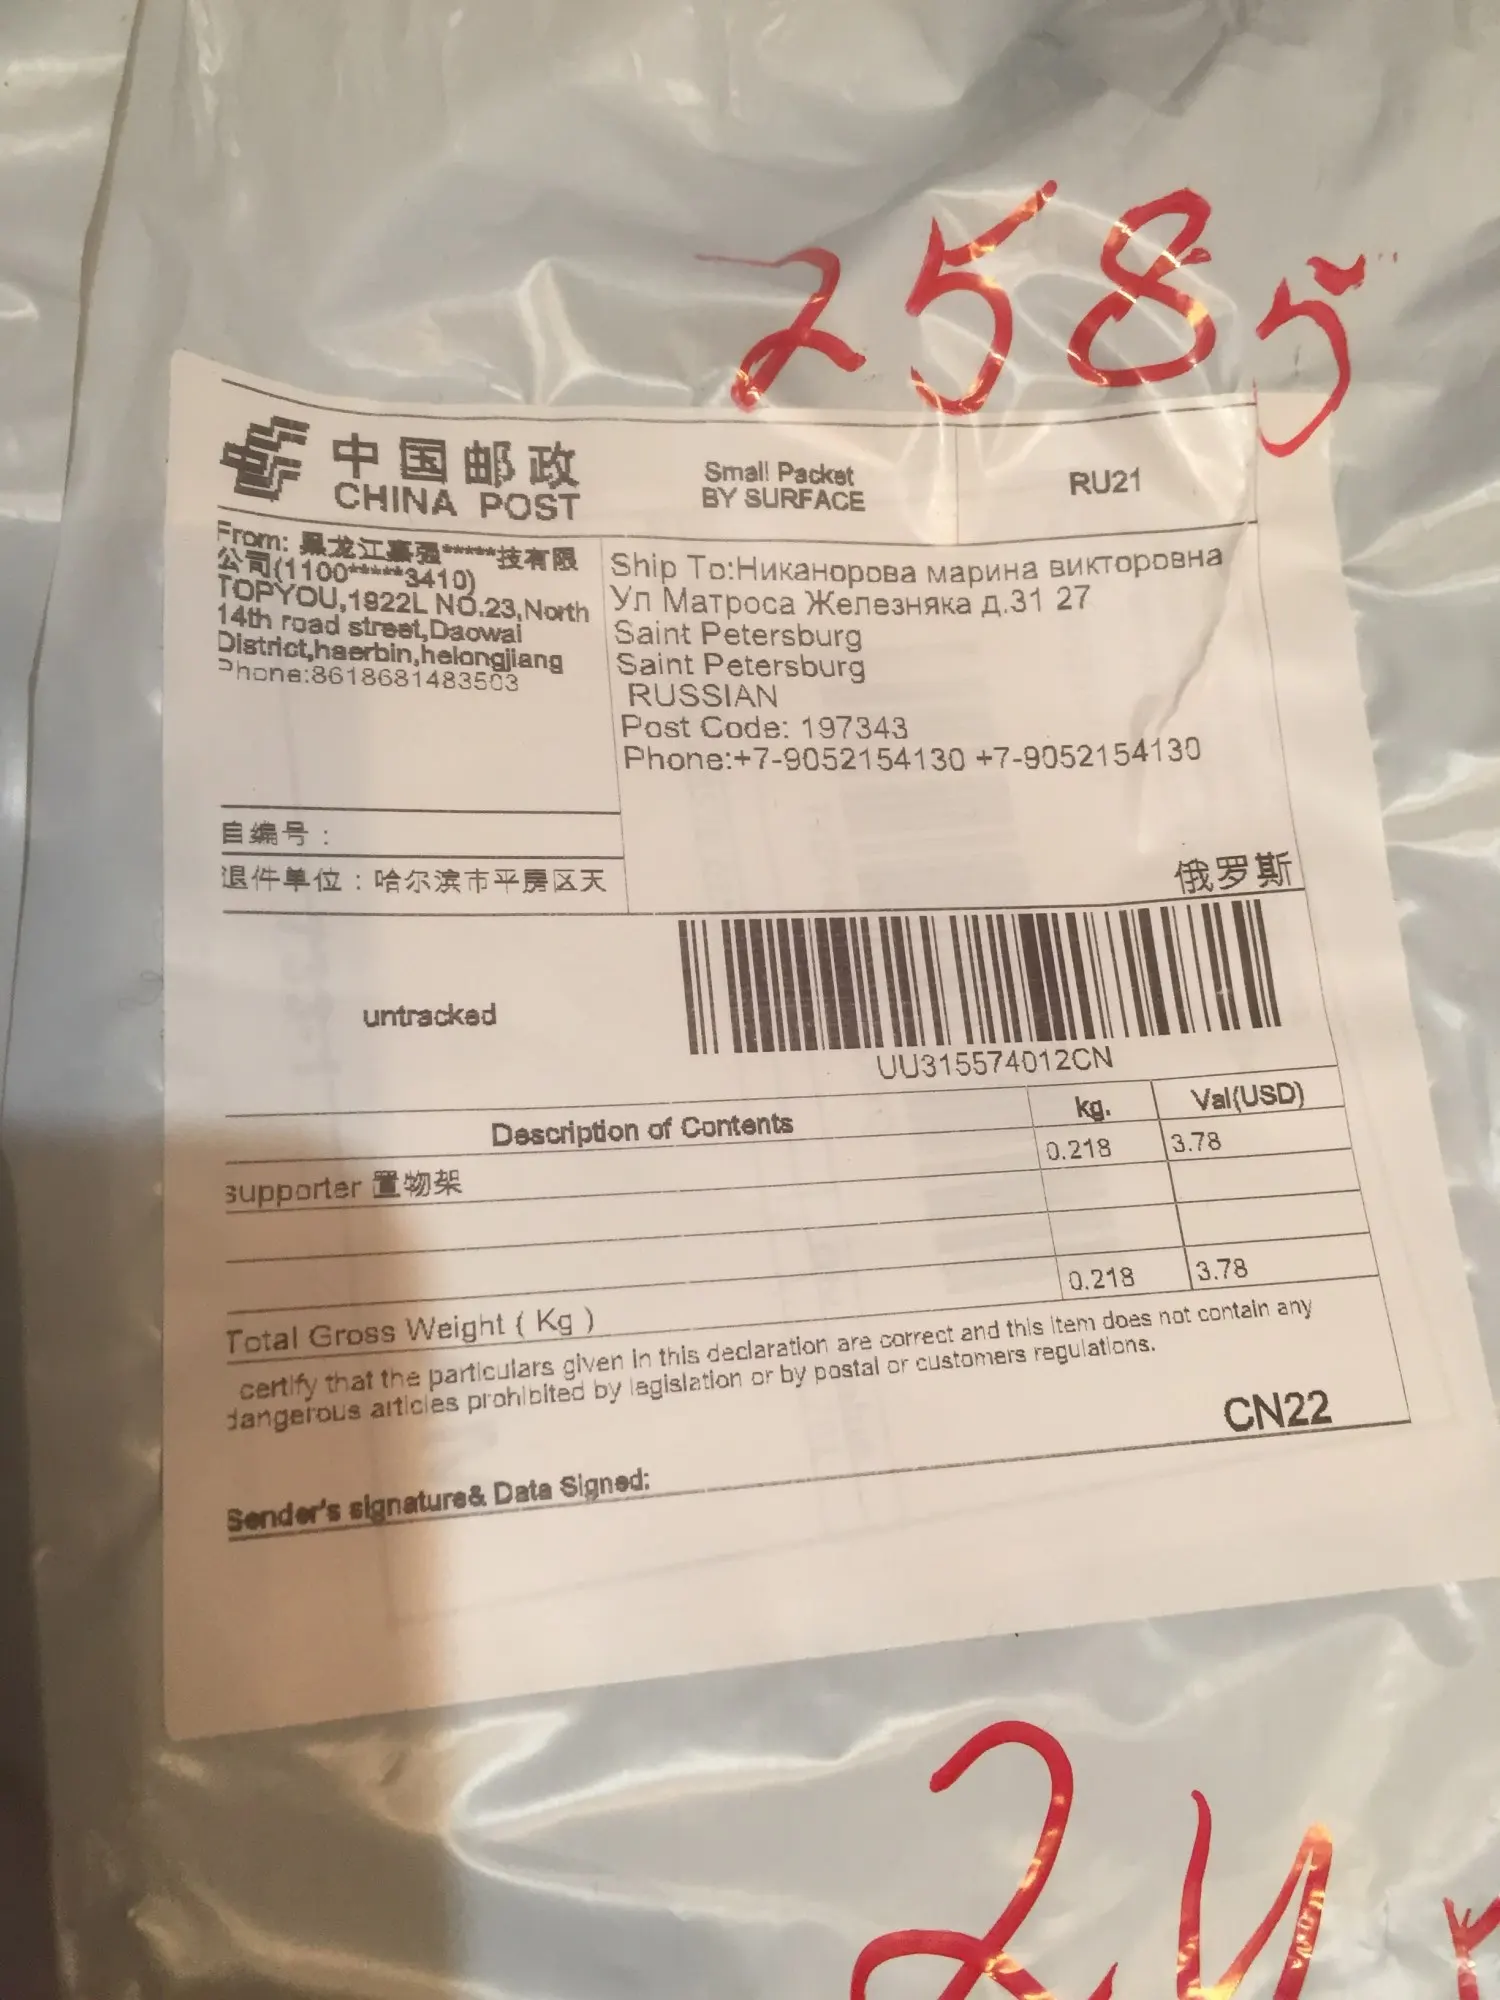 2585
中国邮政
CHINA POST
Small Packet
BY SURFACE
RU21
From: 黑龙江嘉强*****技有限
公司(1100*****3410)
TOPYOU,1922L NO.23,North
14th road street,Daowai
District,haerbin,helongjiang
Phone:8618681483503
Ship To:Никанорова марина викторовна
Ул Матроса Железняка д.31 27
Saint Petersburg
Saint Petersburg
RUSSIAN
Post Code: 197343
Phone:+7-9052154130 +7-9052154130
俄罗斯
自编号：
退件单位：哈尔滨市平房区天
untracked
UU315574012CN
Description of Contents kg. Val(USD)
supporter 置物架 0.218 3.78
Total Gross Weight ( Kg ) 0.218 3.78
certify that the particulars given in this declaration are correct and this item does not contain any
dangerous articles prohibited by legislation or by postal or customers regulations.
CN22
Sender's signature& Data Signed: